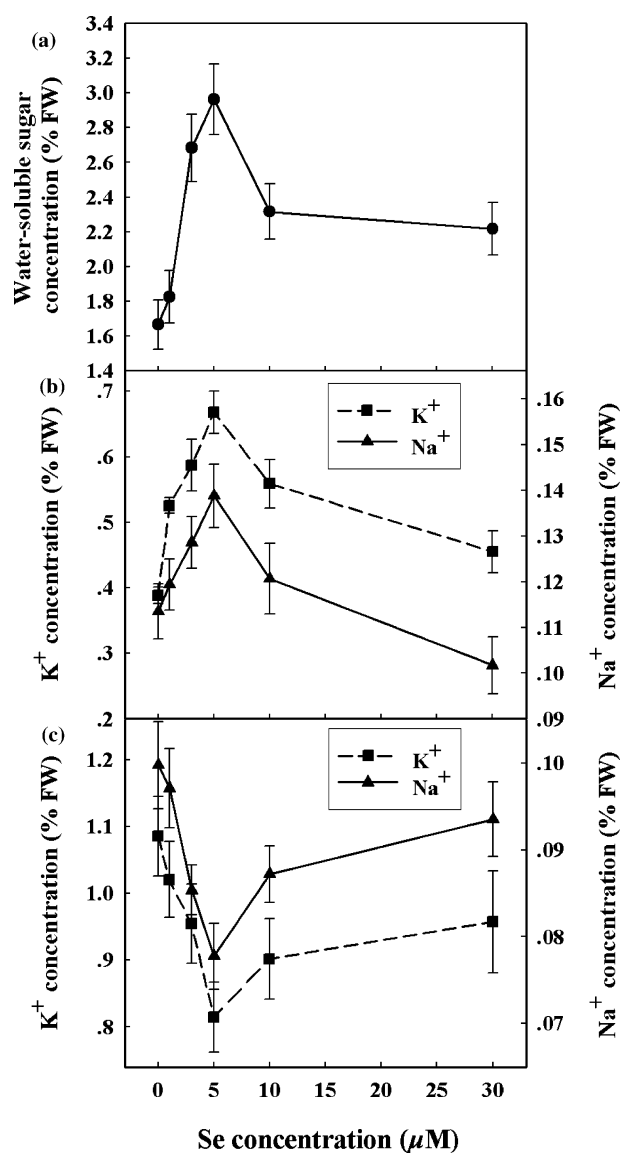 (a)
Water-soluble sugar
concentration (% FW)
3.4
3.2
3.0
2.8
2.6
2.4
2.2
2.0
1.8
1.6
1.4
(b)
K+ concentration (% FW)
.7
.6
.5
.4
.3
.2
K+
Na+
.16
.15
.14
.13
.12
.11
.10
.09
Na+ concentration (% FW)
(c)
K+ concentration (% FW)
1.2
1.1
1.0
.9
.8
K+
Na+
.10
.09
.08
.07
Na+ concentration (% FW)
0 5 10 15 20 25 30
Se concentration (µM)